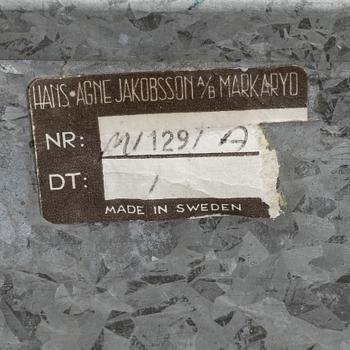 HANS-AGNE JAKOBSSON A/B MARKARYD
NR: M/129/ A
DT: /
MADE IN SWEDEN